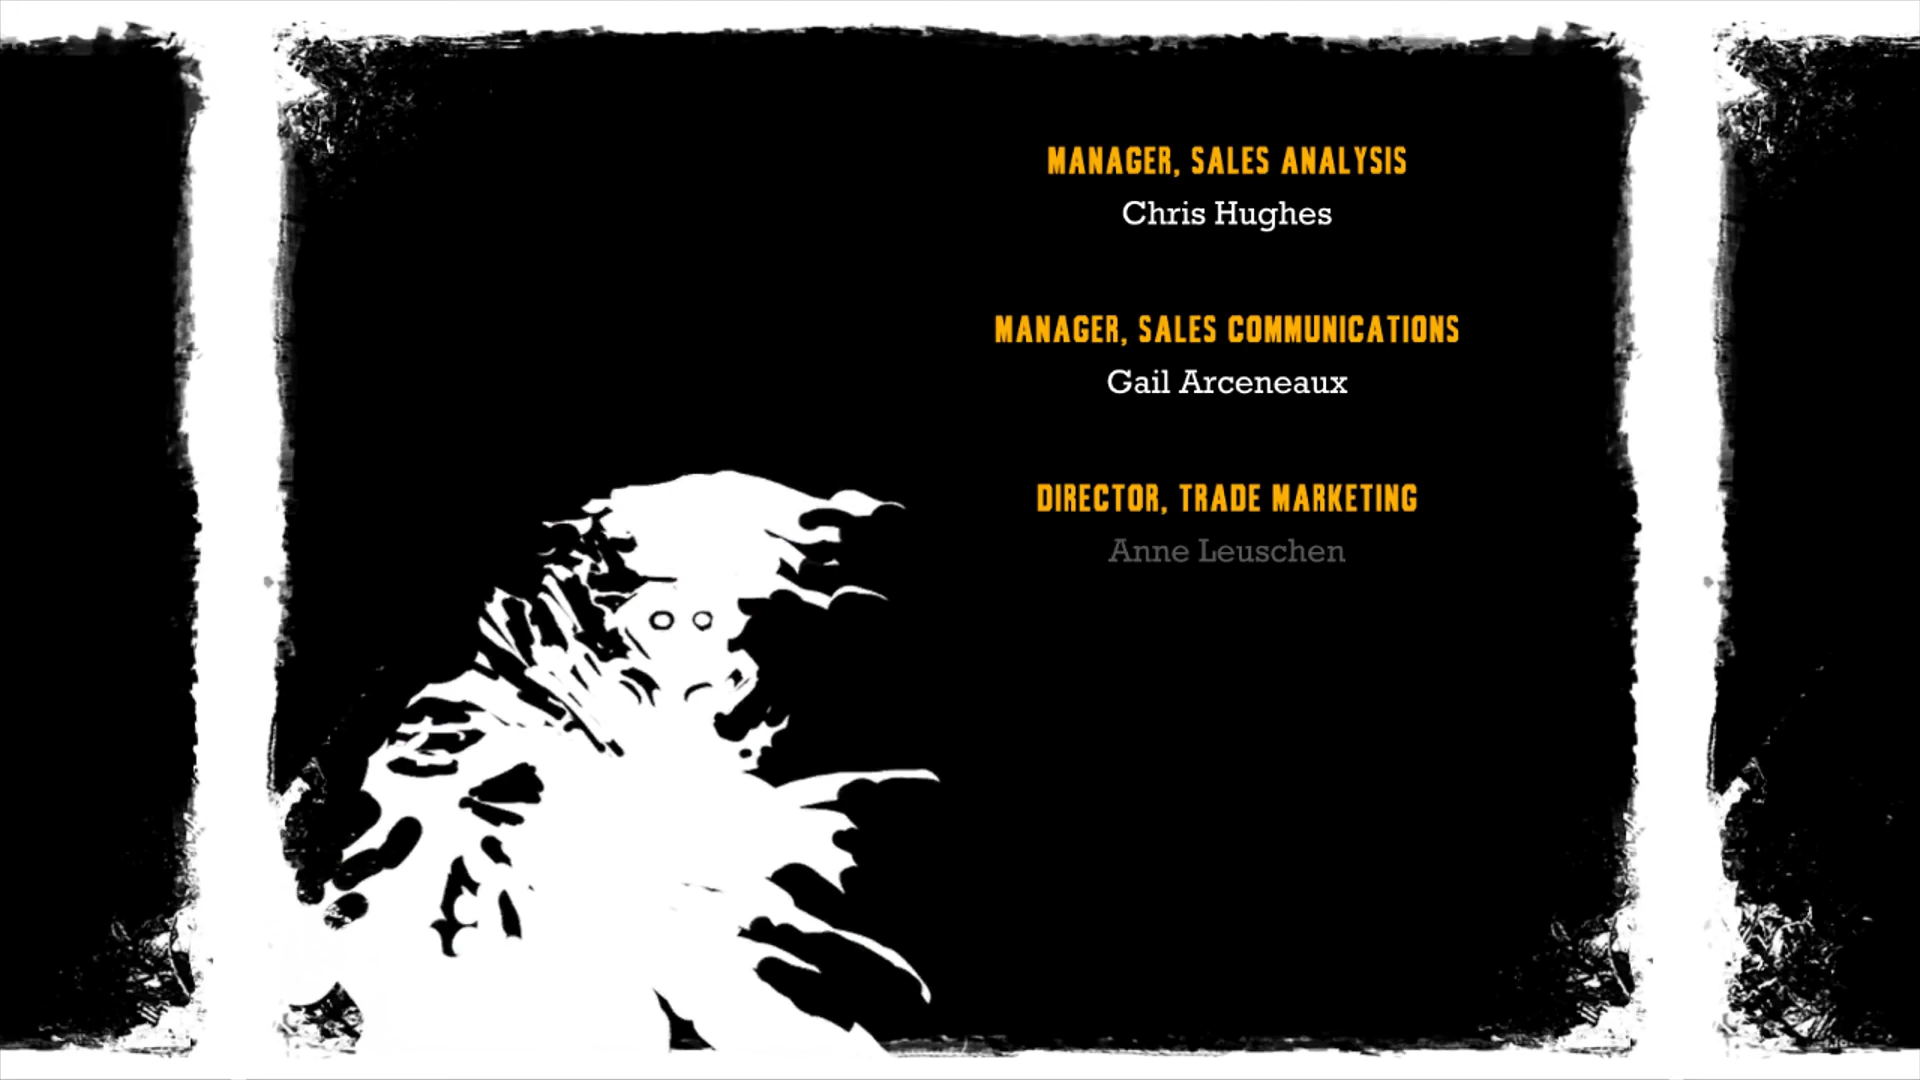 MANAGER, SALES ANALYSIS
Chris Hughes
MANAGER, SALES COMMUNICATIONS
Gail Arceneaux
DIRECTOR, TRADE MARKETING
Anne Leuschen